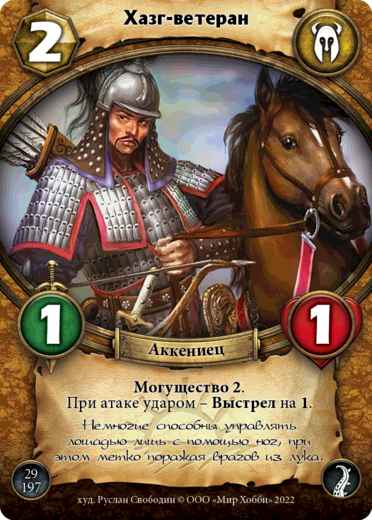 Хазг-ветеран
2
1
1
Аккениец
Могущество 2.
При атаке ударом – Выстрел на 1.
Немногие способны управлять
лошадью лишь с помощью ног, при
этом метко поражая врагов из лука.
29
197
худ. Руслан Свободин © ООО «Мир Хобби» 2022